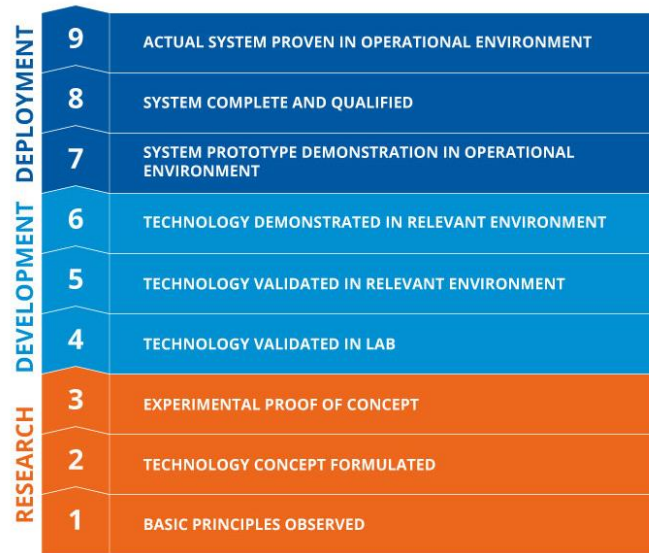 DEPLOYMENT
9 ACTUAL SYSTEM PROVEN IN OPERATIONAL ENVIRONMENT
8 SYSTEM COMPLETE AND QUALIFIED
7 SYSTEM PROTOTYPE DEMONSTRATION IN OPERATIONAL
ENVIRONMENT
DEVELOPMENT
6 TECHNOLOGY DEMONSTRATED IN RELEVANT ENVIRONMENT
5 TECHNOLOGY VALIDATED IN RELEVANT ENVIRONMENT
4 TECHNOLOGY VALIDATED IN LAB
RESEARCH
3 EXPERIMENTAL PROOF OF CONCEPT
2 TECHNOLOGY CONCEPT FORMULATED
1 BASIC PRINCIPLES OBSERVED